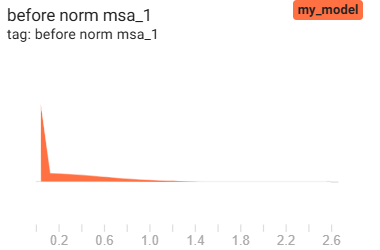 before norm msa_1
my_model
tag: before norm msa_1
0.2 0.6 1.0 1.4 1.8 2.2 2.6